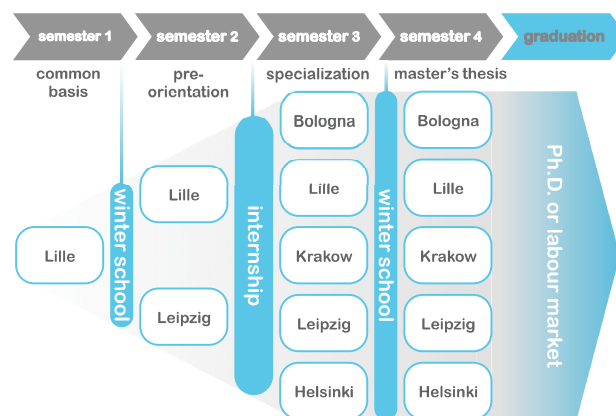 semester 1
semester 2
semester 3
semester 4
graduation
common
basis
pre-
orientation
specialization
master's thesis
Lille
winter school
Lille
Leipzig
internship
Bologna
Lille
Krakow
Leipzig
Helsinki
winter school
Bologna
Lille
Krakow
Leipzig
Helsinki
Ph.D. or labour market